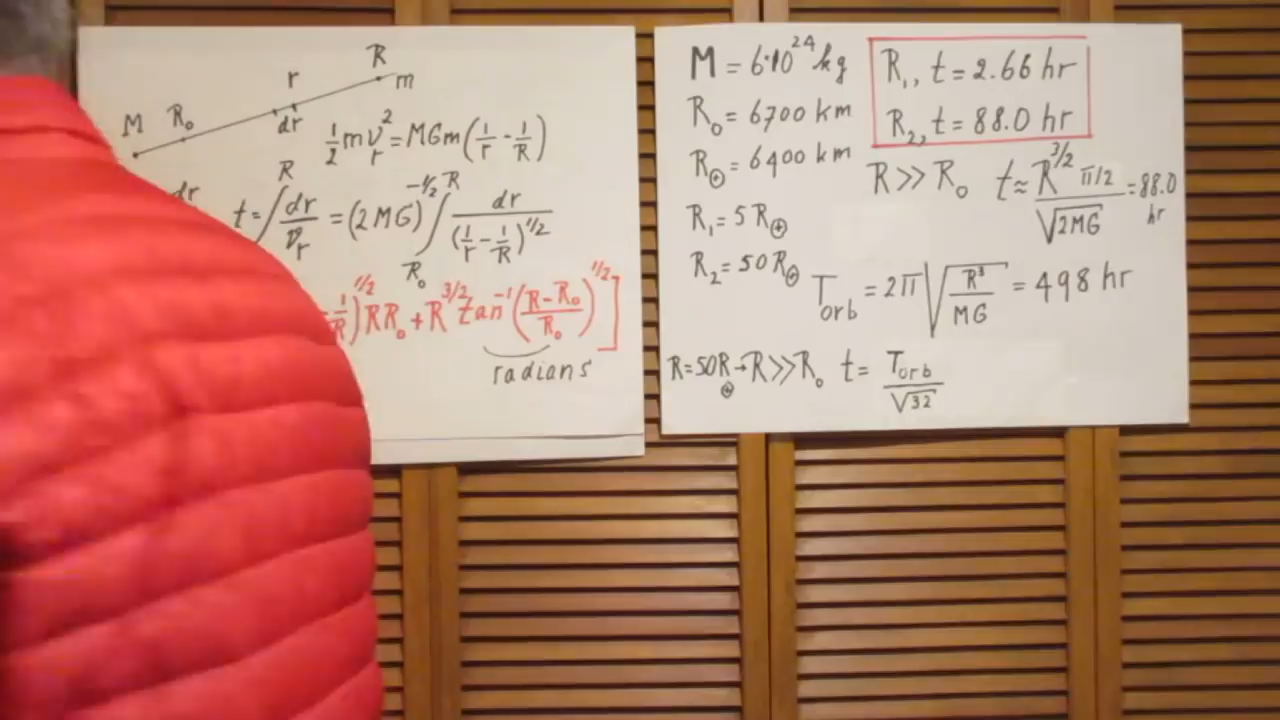 R
r
m
M R₀
dr
½mvᵣ² = MGm(1/r - 1/R)
dr
t = ∫ᴿ dr/vᵣ = (2MG)^-1/2 ∫_R₀^R dr/(1/r - 1/R)^1/2
1/R)^1/2 RR₀ + R^3/2 tan⁻¹((R-R₀)/R₀)^1/2]
radians
M = 6·10²⁴ kg
R₀ = 6700 km
R⊕ = 6400 km
R₁ = 5R⊕
R₂ = 50R⊕
R₁, t = 2.66 hr
R₂, t = 88.0 hr
R >> R₀ t ≈ R^3/2 π/2 / √2MG = 88.0 hr
T_orb = 2π√(R³/MG) = 498 hr
R = 50R⊕ → R >> R₀ t = T_orb/√32